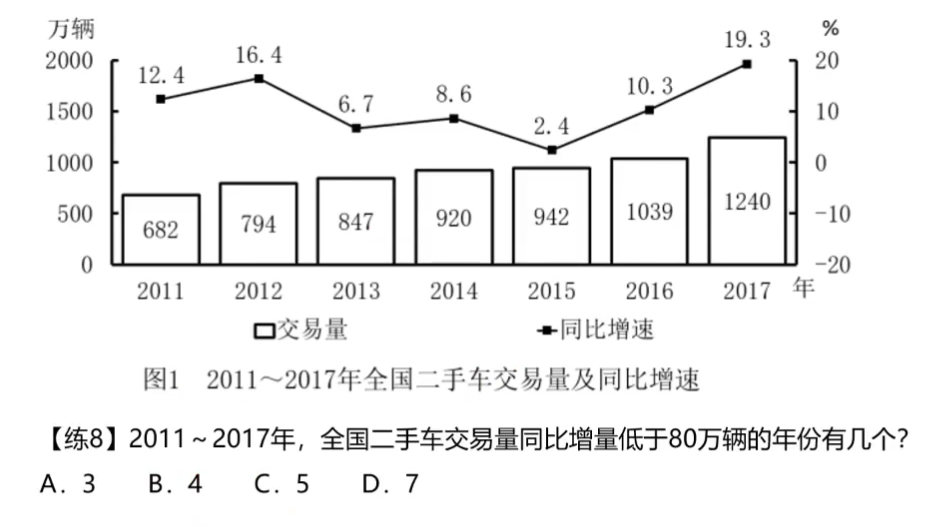 万辆 %
2000 20
1500 10
1000 0
500 -10
0 -20
12.4 16.4 6.7 8.6 2.4 10.3 19.3
682 794 847 920 942 1039 1240
2011 2012 2013 2014 2015 2016 2017 年
交易量 同比增速
图1 2011～2017年全国二手车交易量及同比增速
【练8】2011～2017年，全国二手车交易量同比增量低于80万辆的年份有几个？
A．3 B．4 C．5 D．7